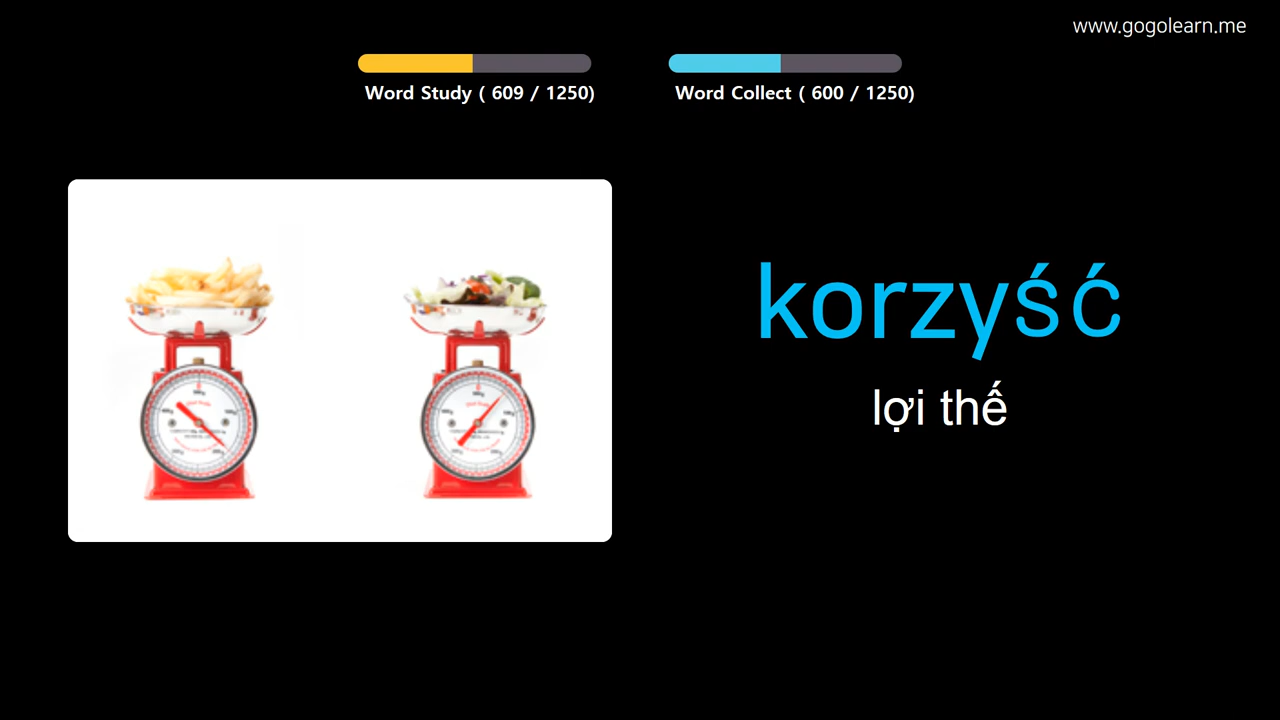 www.gogolearn.me
Word Study ( 609 / 1250)
Word Collect ( 600 / 1250)
korzyść
lợi thế